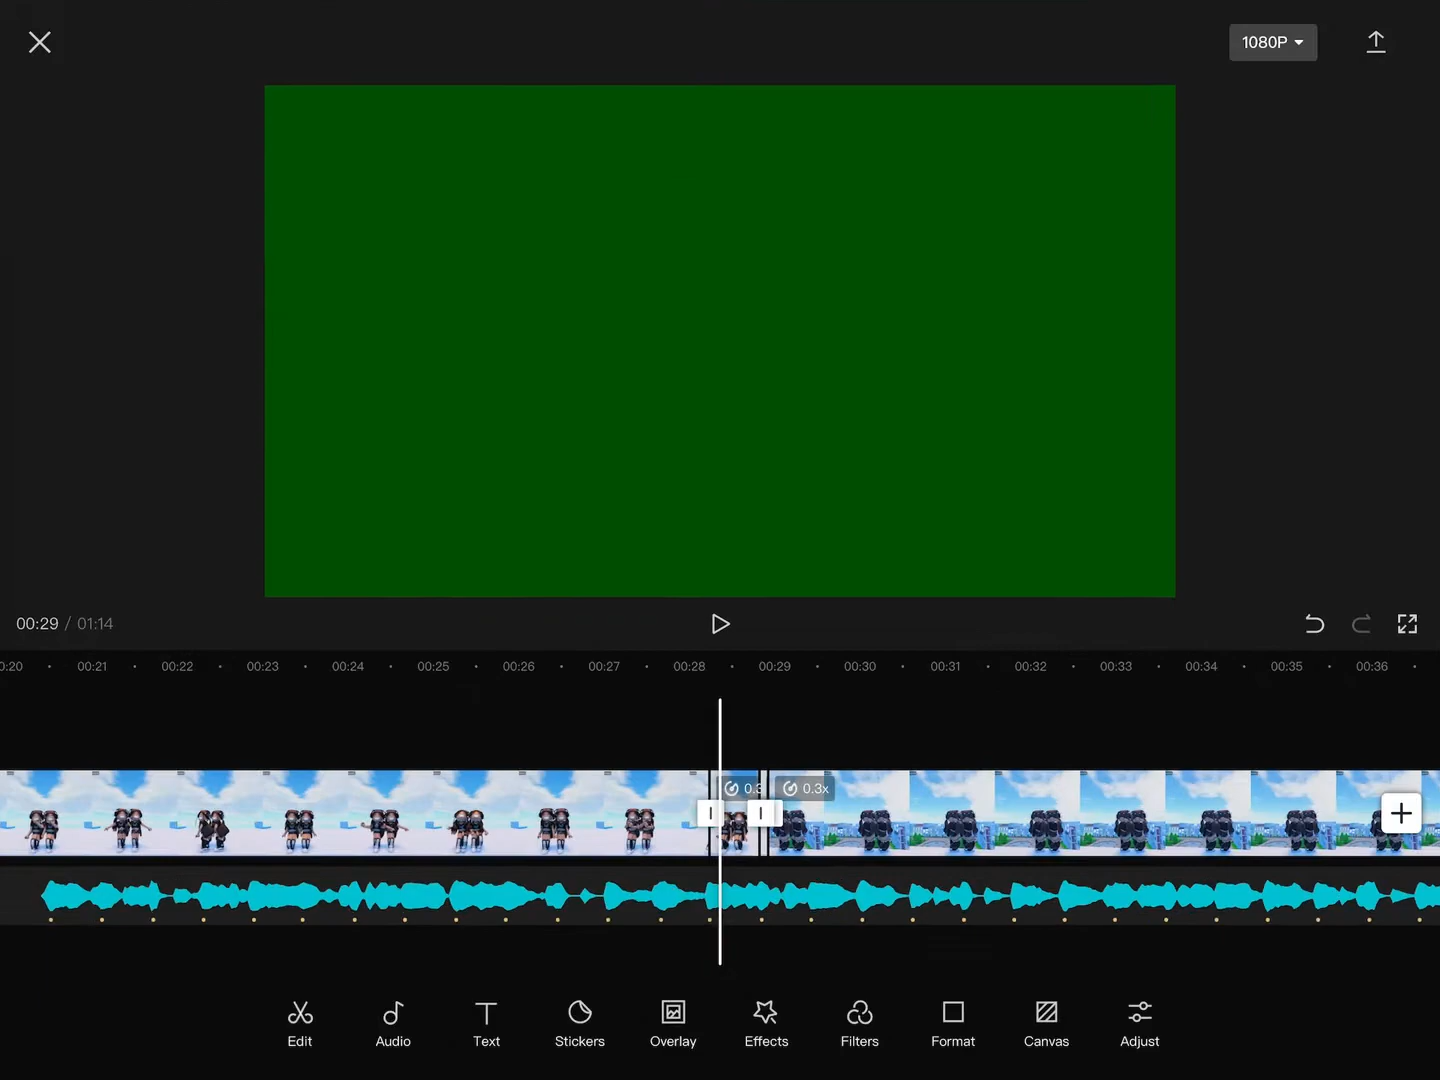 1080P
00:29 / 01:14
0:20 00:21 00:22 00:23 00:24 00:25 00:26 00:27 00:28 00:29 00:30 00:31 00:32 00:33 00:34 00:35 00:36
0.3 0.3x
Edit Audio Text Stickers Overlay Effects Filters Format Canvas Adjust